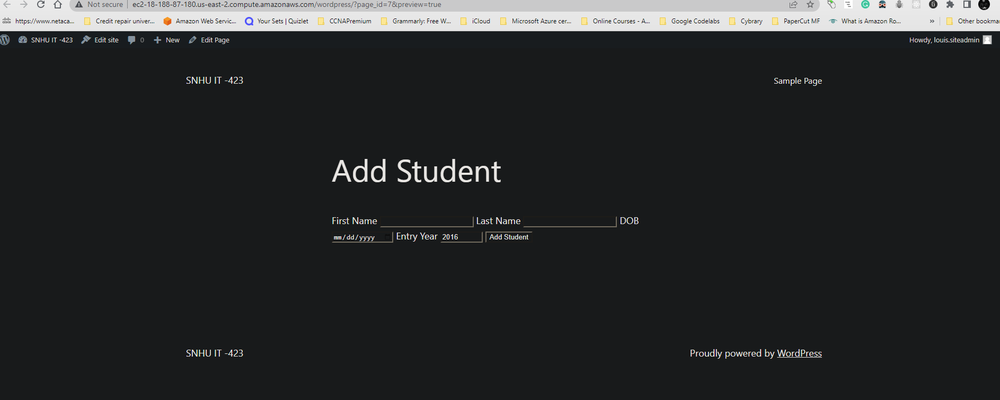 Not secure | ec2-18-188-87-180.us-east-2.compute.amazonaws.com/wordpress/?page_id=7&preview=true
https://www.netaca... Credit repair univer... Amazon Web Servic... Your Sets | Quizlet CCNAPremium Grammarly: Free W... iCloud Microsoft Azure cer... Online Courses - A... Google Codelabs Cybrary PaperCut MF What is Amazon Ro... » Other bookmar
SNHU IT -423 Edit site 0 New Edit Page Howdy, louis.siteadmin
SNHU IT -423 Sample Page
Add Student
First Name Last Name DOB
mm/dd/yyyy Entry Year 2016 Add Student
SNHU IT -423 Proudly powered by WordPress